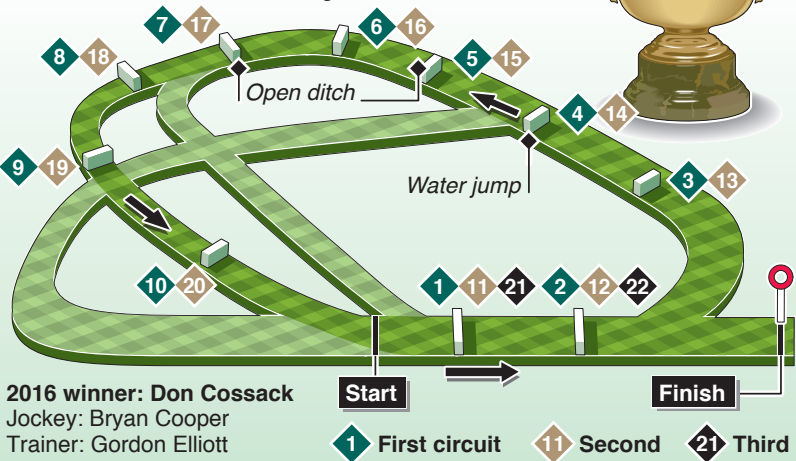 6 16
7 17
5 15
8 18
Open ditch
4 14
Water jump
3 13
9 19
10 20
1 11 21
2 12 22
Start
Finish
2016 winner: Don Cossack
Jockey: Bryan Cooper
Trainer: Gordon Elliott
1 First circuit
11 Second
21 Third